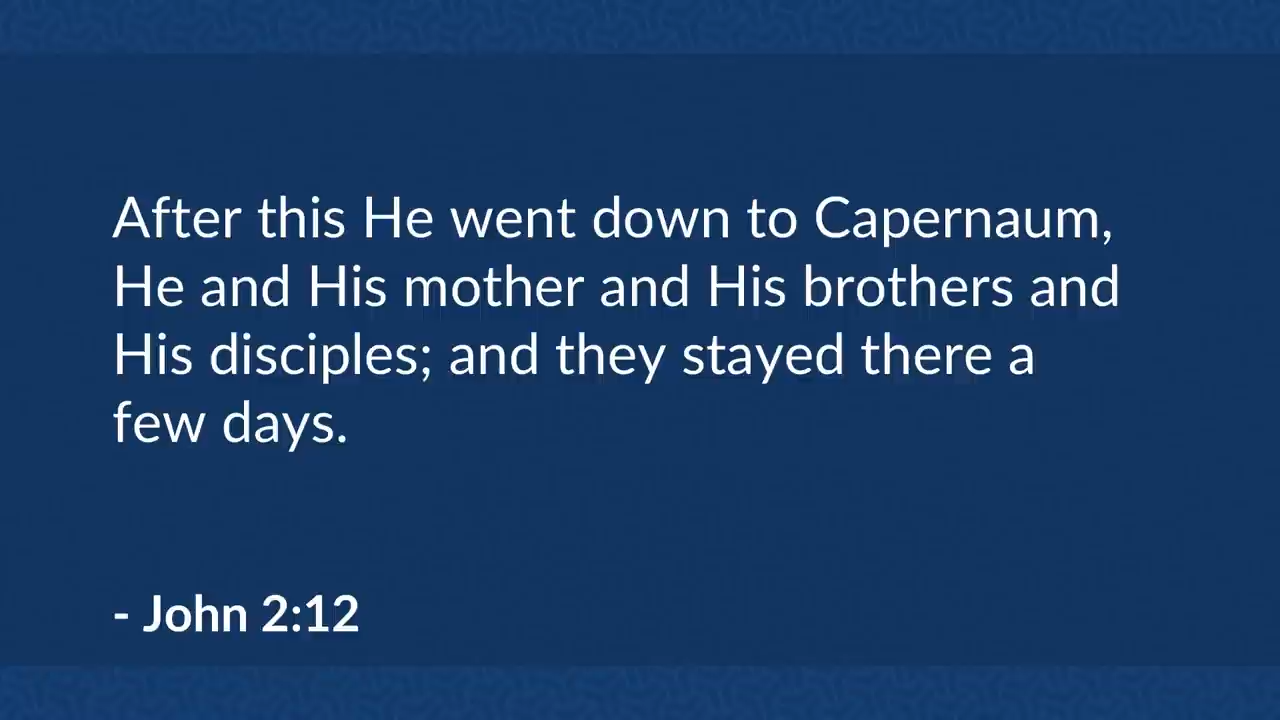 After this He went down to Capernaum,
He and His mother and His brothers and
His disciples; and they stayed there a
few days.
- John 2:12